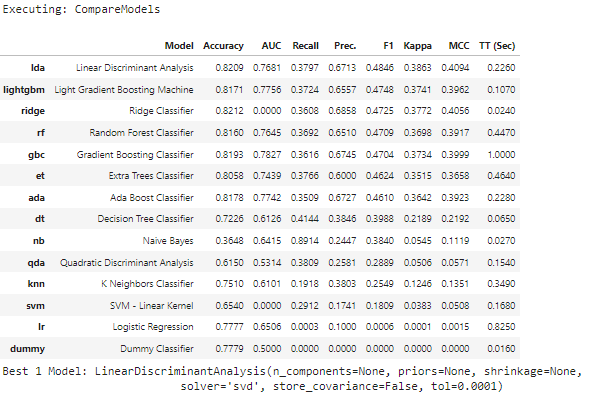 Executing: CompareModels
Model Accuracy AUC Recall Prec. F1 Kappa MCC TT (Sec)
lda Linear Discriminant Analysis 0.8209 0.7681 0.3797 0.6713 0.4846 0.3863 0.4094 0.2260
lightgbm Light Gradient Boosting Machine 0.8171 0.7756 0.3724 0.6557 0.4748 0.3741 0.3962 0.1070
ridge Ridge Classifier 0.8212 0.0000 0.3608 0.6858 0.4725 0.3772 0.4056 0.0240
rf Random Forest Classifier 0.8160 0.7645 0.3692 0.6510 0.4709 0.3698 0.3917 0.4470
gbc Gradient Boosting Classifier 0.8193 0.7827 0.3616 0.6745 0.4704 0.3734 0.3999 1.0000
et Extra Trees Classifier 0.8058 0.7439 0.3766 0.6000 0.4624 0.3515 0.3658 0.4640
ada Ada Boost Classifier 0.8178 0.7742 0.3509 0.6727 0.4610 0.3642 0.3923 0.2280
dt Decision Tree Classifier 0.7226 0.6126 0.4144 0.3846 0.3988 0.2189 0.2192 0.0650
nb Naive Bayes 0.3648 0.6415 0.8914 0.2447 0.3840 0.0545 0.1119 0.0270
qda Quadratic Discriminant Analysis 0.6150 0.5314 0.3809 0.2581 0.2889 0.0506 0.0571 0.1540
knn K Neighbors Classifier 0.7510 0.6101 0.1918 0.3803 0.2549 0.1246 0.1351 0.3490
svm SVM - Linear Kernel 0.6540 0.0000 0.2912 0.1741 0.1809 0.0383 0.0508 0.1680
lr Logistic Regression 0.7777 0.6506 0.0003 0.1000 0.0006 0.0001 0.0015 0.8250
dummy Dummy Classifier 0.7779 0.5000 0.0000 0.0000 0.0000 0.0000 0.0000 0.0160
Best 1 Model: LinearDiscriminantAnalysis(n_components=None, priors=None, shrinkage=None,
solver='svd', store_covariance=False, tol=0.0001)